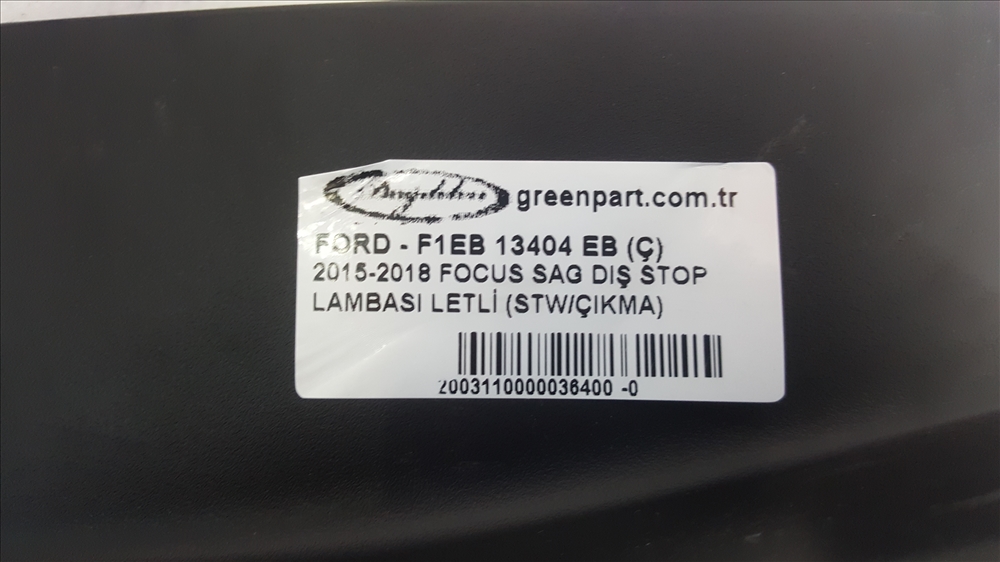 greenpart.com.tr
FORD - F1EB 13404 EB (Ç)
2015-2018 FOCUS SAG DIŞ STOP
LAMBASI LETLİ (STW/ÇIKMA)
2003110000036400 -0